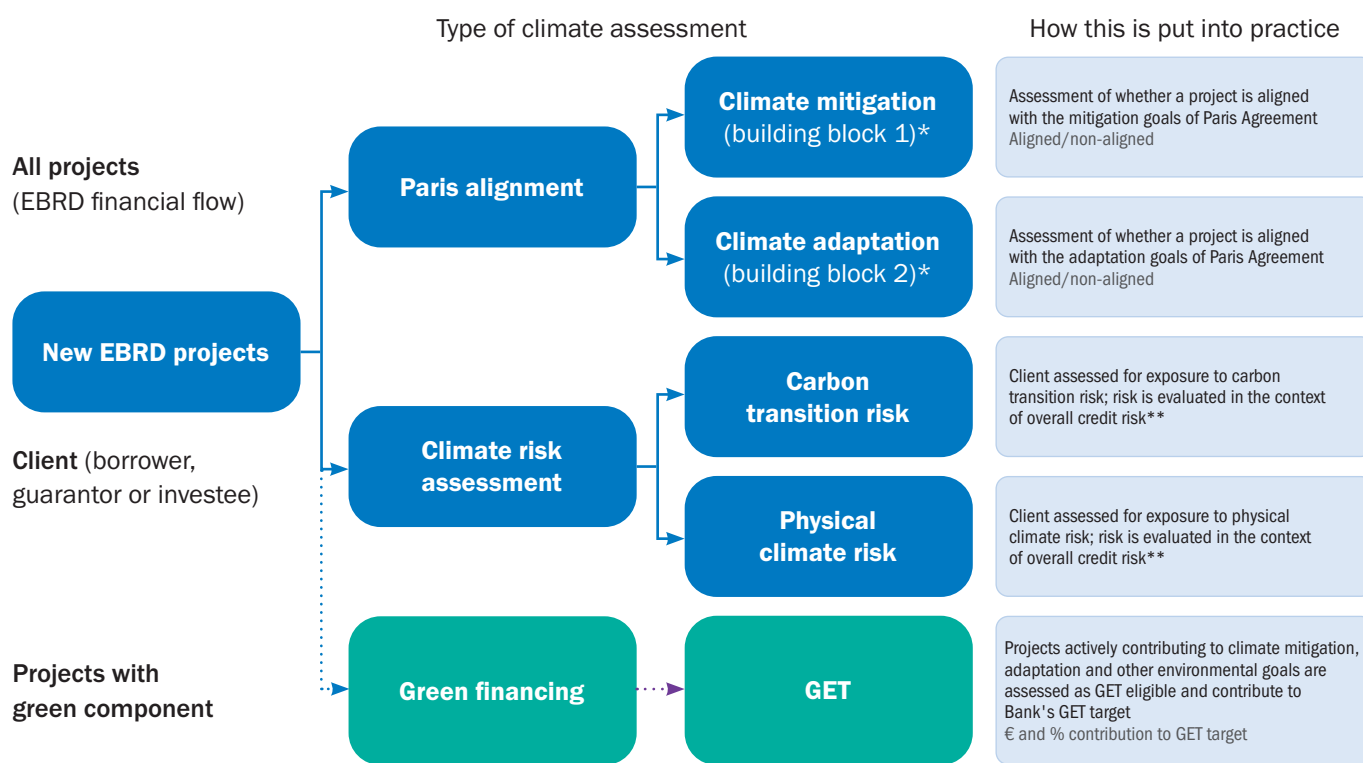 Type of climate assessment
How this is put into practice
All projects
(EBRD financial flow)
New EBRD projects
Client (borrower,
guarantor or investee)
Projects with
green component
Paris alignment
Climate risk
assessment
Green financing
Climate mitigation
(building block 1)*
Climate adaptation
(building block 2)*
Carbon
transition risk
Physical
climate risk
GET
Assessment of whether a project is aligned
with the mitigation goals of Paris Agreement
Aligned/non-aligned
Assessment of whether a project is aligned
with the adaptation goals of Paris Agreement
Aligned/non-aligned
Client assessed for exposure to carbon
transition risk; risk is evaluated in the context
of overall credit risk**
Client assessed for exposure to physical
climate risk; risk is evaluated in the context
of overall credit risk**
Projects actively contributing to climate mitigation,
adaptation and other environmental goals are
assessed as GET eligible and contribute to
Bank's GET target
€ and % contribution to GET target